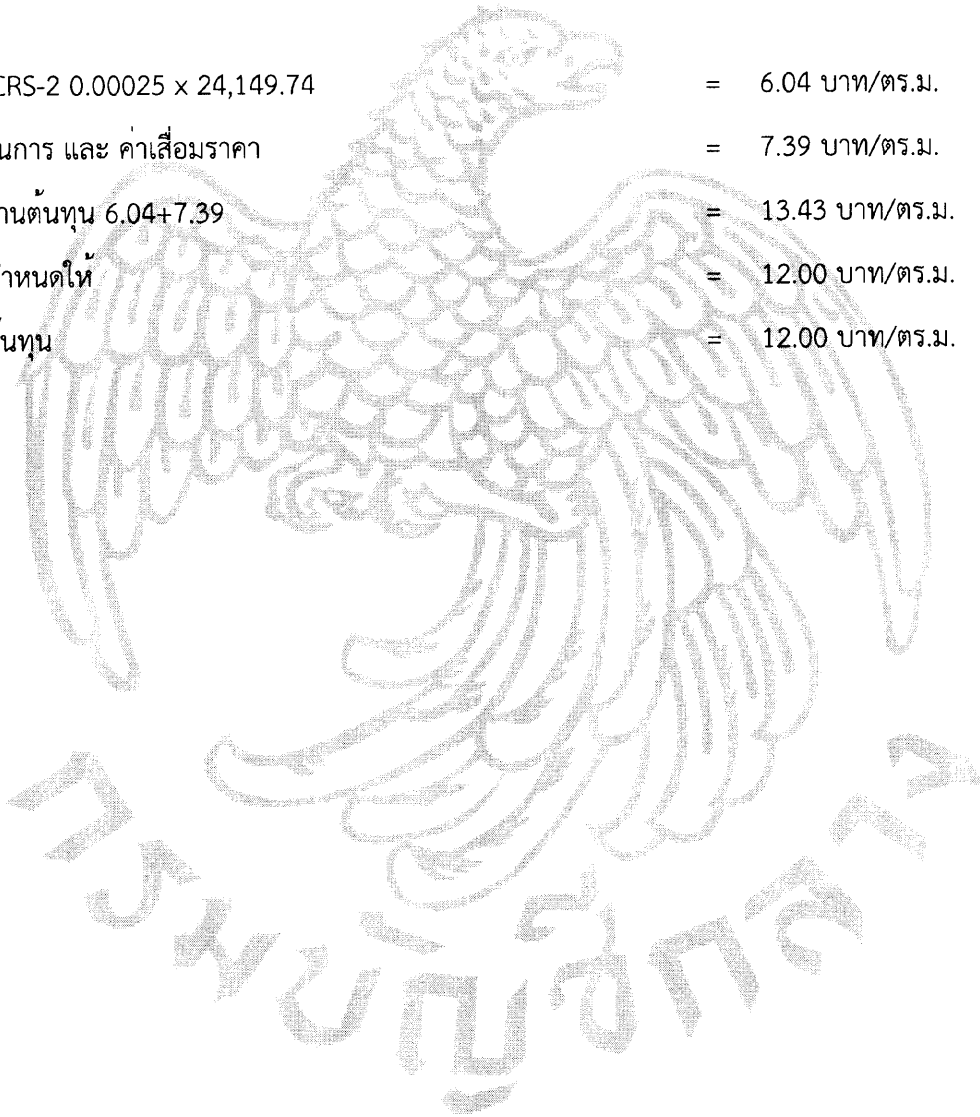 CRS-2 0.00025 x 24,149.74 = 6.04 บาท/ตร.ม.
นการ และ ค่าเสื่อมราคา = 7.39 บาท/ตร.ม.
านต้นทุน 6.04+7.39 = 13.43 บาท/ตร.ม.
กำหนดให้ = 12.00 บาท/ตร.ม.
ต้นทุน = 12.00 บาท/ตร.ม.
กรมบัญชีกลาง